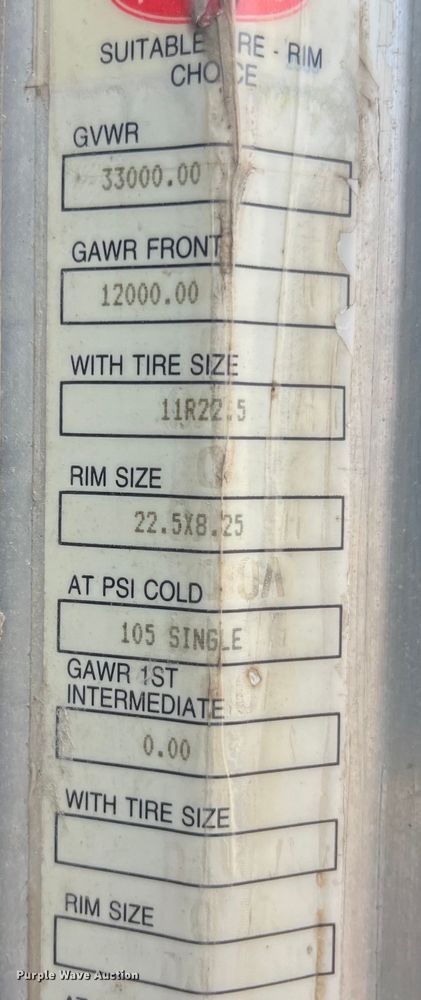 SUITABLE RE - RIM
CHOICE
GVWR
33000.00
GAWR FRONT
12000.00
WITH TIRE SIZE
11R22.5
RIM SIZE
22.5X8.25
AT PSI COLD
105 SINGLE
GAWR 1ST
INTERMEDIATE
0.00
WITH TIRE SIZE
RIM SIZE
Purple Wave Auction